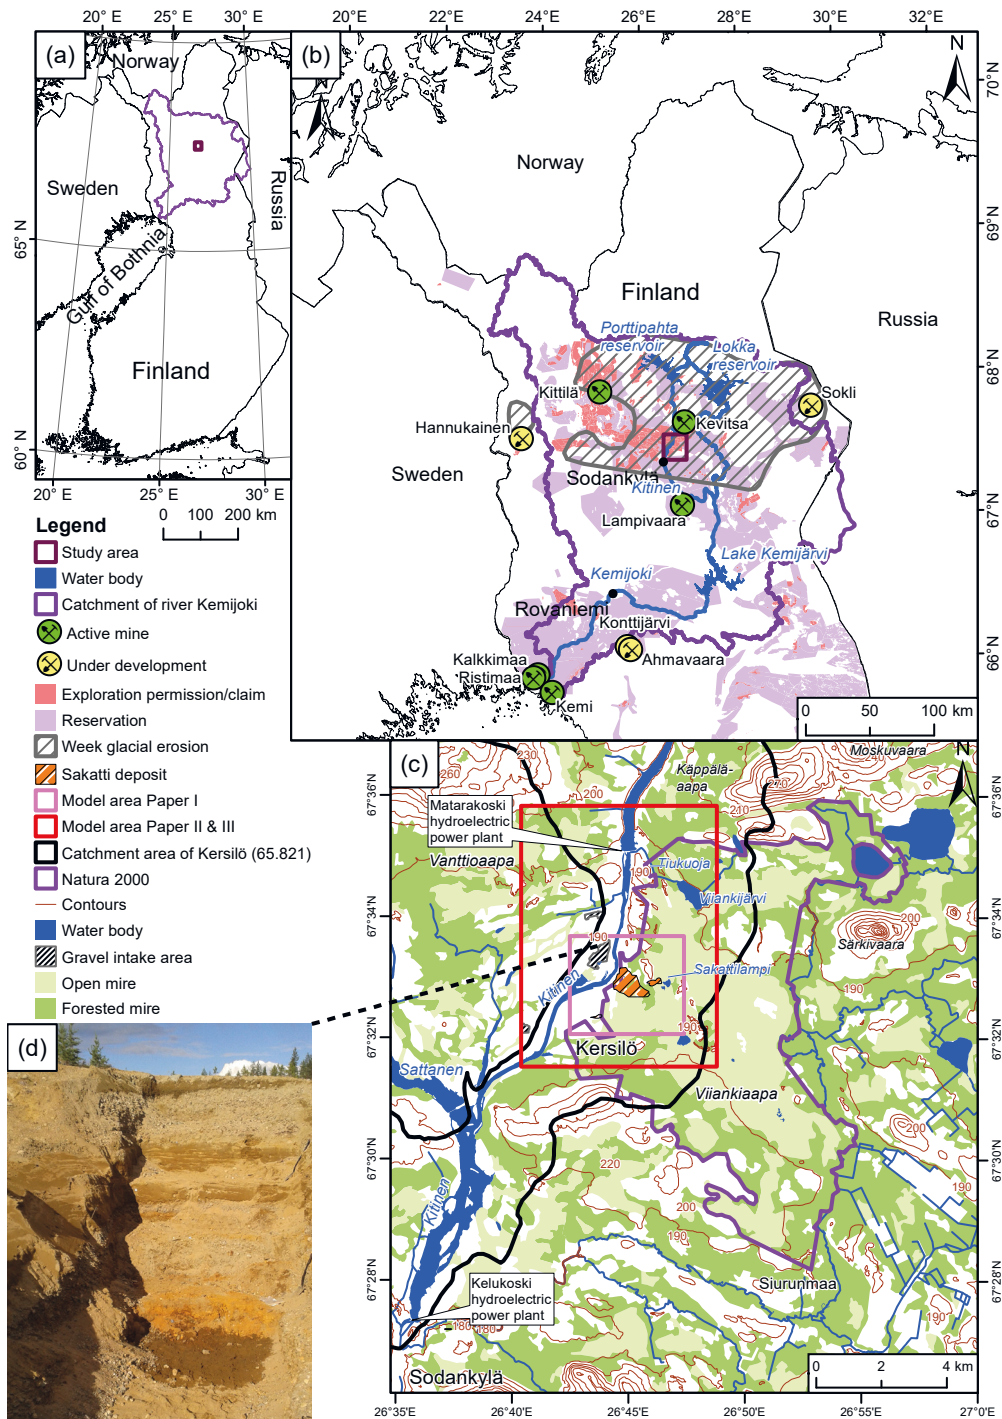 20° E
25° E
30° E
(a)
Norway
Sweden
Russia
Gulf of Bothnia
Finland
65° N
60° N
20° E
25° E
30° E
0 100 200 km
20° E
22° E
24° E
26° E
28° E
30° E
32° E
(b)
N
70° N
69° N
68° N
67° N
66° N
Norway
Finland
Russia
Sweden
Porttipahta
reservoir
Lokka
reservoir
Kittilä
Sokli
Kevitsa
Hannukainen
Sodankylä
Kitinen
Lampivaara
Lake Kemijärvi
Kemijoki
Rovaniemi
Konttijärvi
Ahmavaara
Kalkkimaa
Ristimaa
Kemi
0 50 100 km
20° E
22° E
24° E
26° E
28° E
30° E
Legend
Study area
Water body
Catchment of river Kemijoki
Active mine
Under development
Exploration permission/claim
Reservation
Week glacial erosion
Sakatti deposit
Model area Paper I
Model area Paper II & III
Catchment area of Kersilö (65.821)
Natura 2000
Contours
Water body
Gravel intake area
Open mire
Forested mire
(c)
N
67°36'N
67°34'N
67°32'N
67°30'N
67°28'N
67°36'N
67°34'N
67°32'N
67°30'N
67°28'N
230
260
200
Käppälä-
aapa
Moskuvaara
270
240
210
Matarakoski
hydroelectric
power plant
Vanttioaapa
190
Tiukuoja
Viiankijärvi
200
Särkivaara
190
Kitinen
Sakattilampi
190
190
Kersilö
Sattanen
Viiankiaapa
200
220
190
200
190
Kitinen
Siurunmaa
Kelukoski
hydroelectric
power plant
180
180
190
Sodankylä
0 2 4 km
26°35'E
26°40'E
26°45'E
26°50'E
26°55'E
27°0'E
(d)